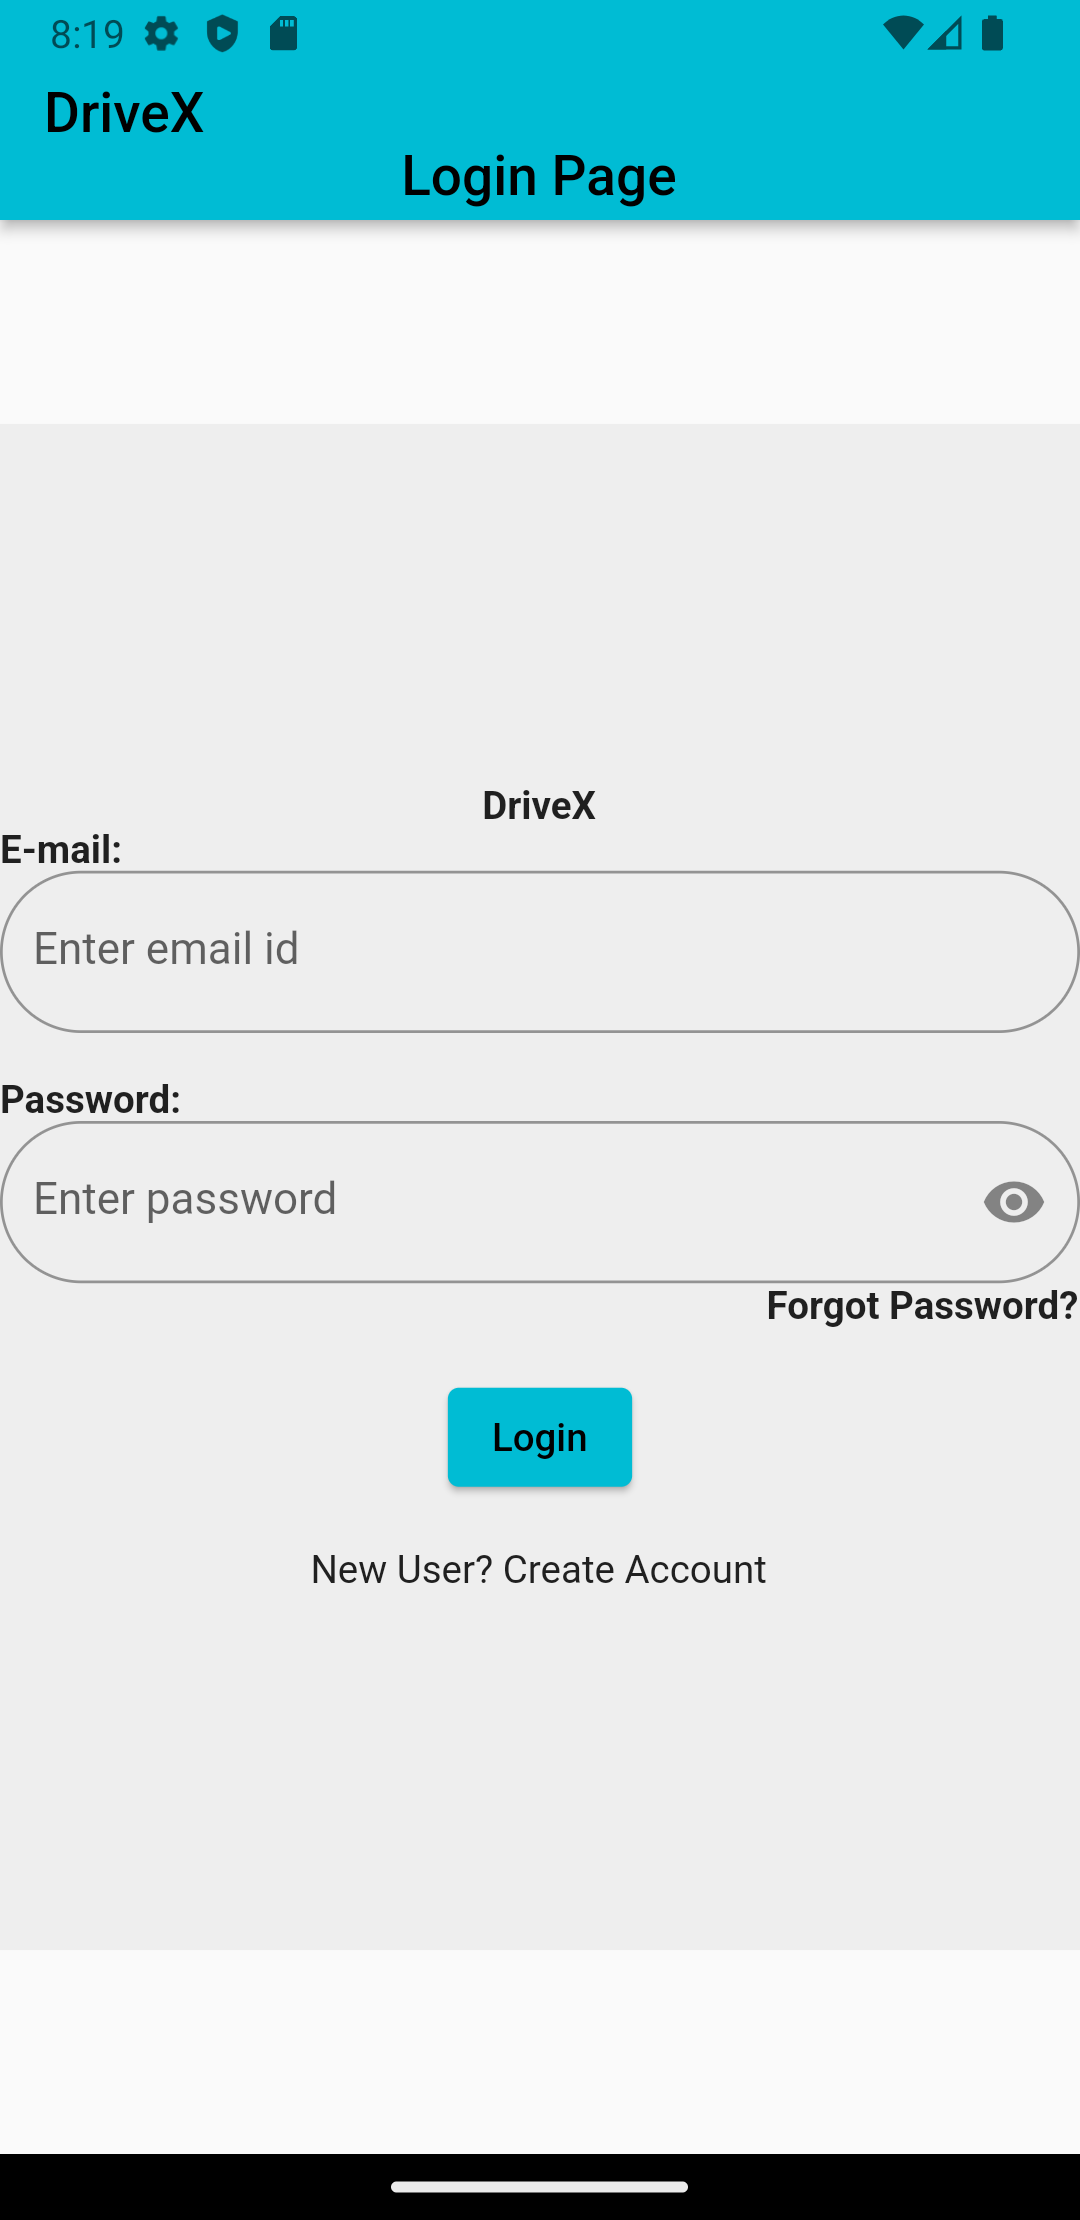 8:19
DriveX
Login Page
DriveX
E-mail:
Enter email id
Password:
Enter password
Forgot Password?
Login
New User? Create Account